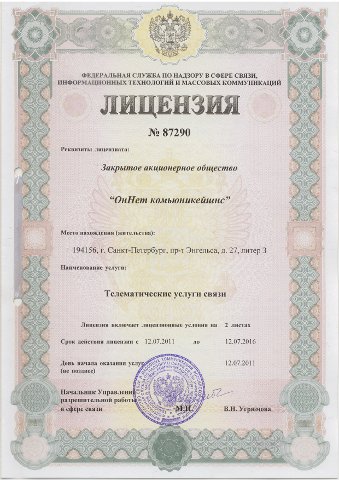 ФЕДЕРАЛЬНАЯ СЛУЖБА ПО НАДЗОРУ В СФЕРЕ СВЯЗИ,
ИНФОРМАЦИОННЫХ ТЕХНОЛОГИЙ И МАССОВЫХ КОММУНИКАЦИЙ
ЛИЦЕНЗИЯ
№ 87290
Реквизиты лицензиата:
Закрытое акционерное общество
“ОнНет комьюникейшнс”
Место нахождения (жительства):
194156, г. Санкт-Петербург, пр-т Энгельса, д. 27, литер З
Наименование услуги:
Телематические услуги связи
Лицензия включает лицензионные условия на 2 листах
Срок действия лицензии с 12.07.2011 до 12.07.2016
День начала оказания услуг 12.07.2011
(не позднее)
Начальник Управления
разрешительной работы
в сфере связи М.П. В.Н. Угрюмова